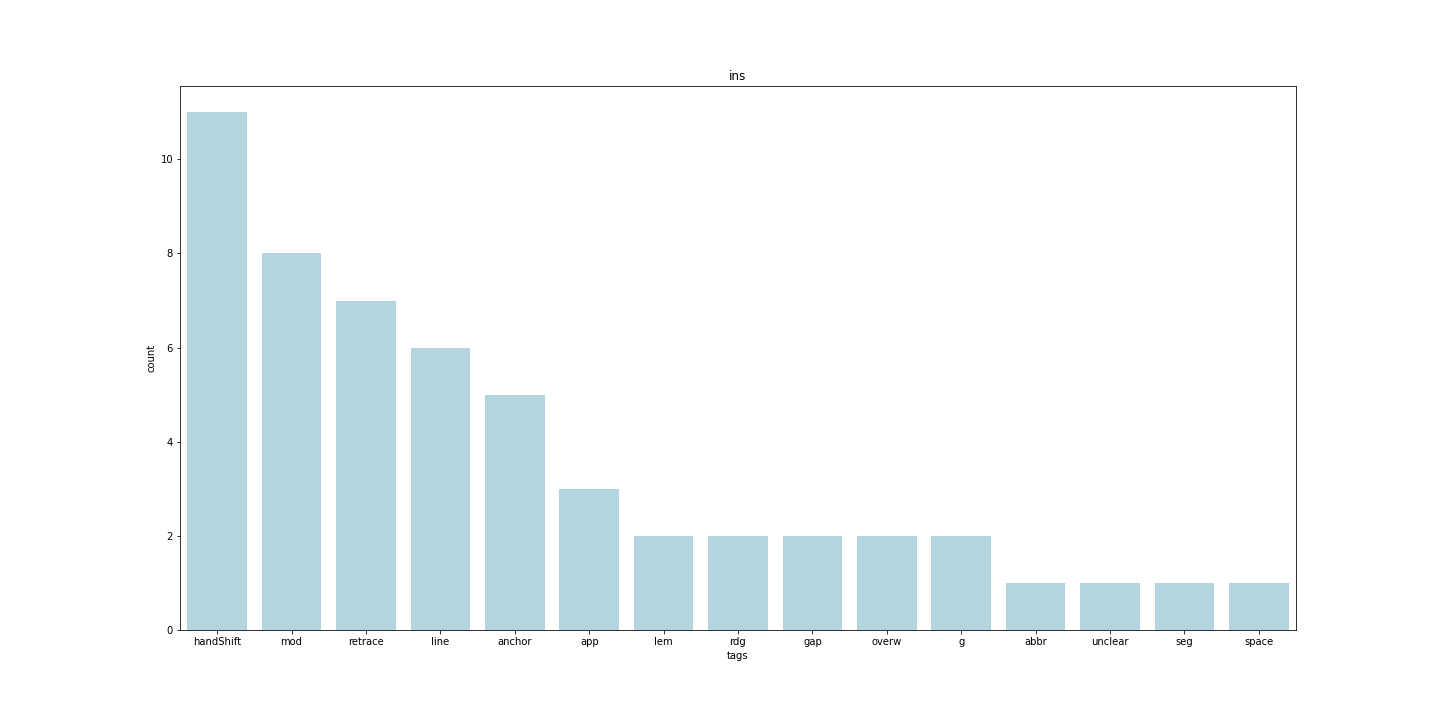 ins
10
8
6
4
2
0
count
handShift mod retrace line anchor app lem rdg gap overw g abbr unclear seg space
tags